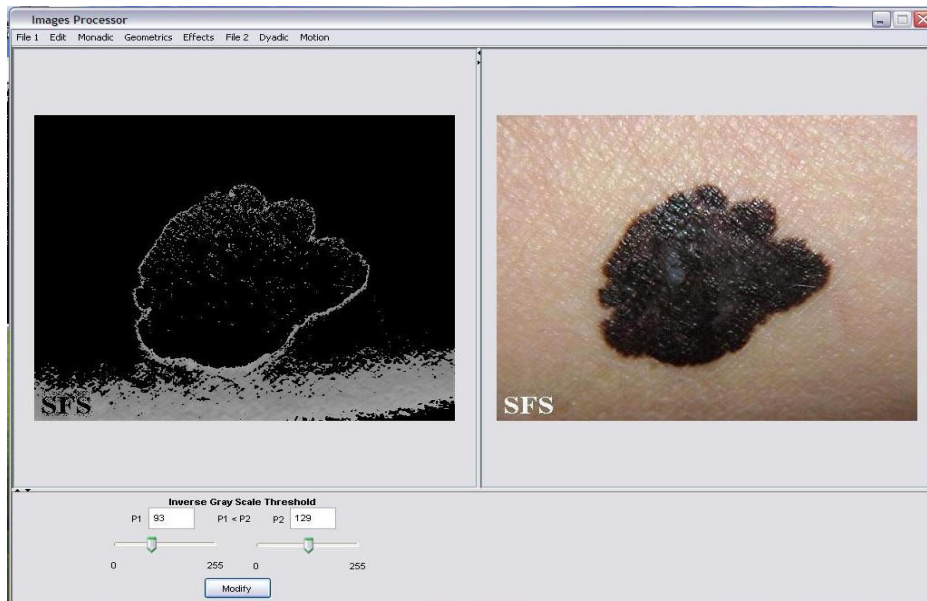 Images Processor
File 1 Edit Monadic Geometrics Effects File 2 Dyadic Motion
SFS
SFS
Inverse Gray Scale Threshold
P1 93 P1 < P2 P2 129
0 255 0 255
Modify